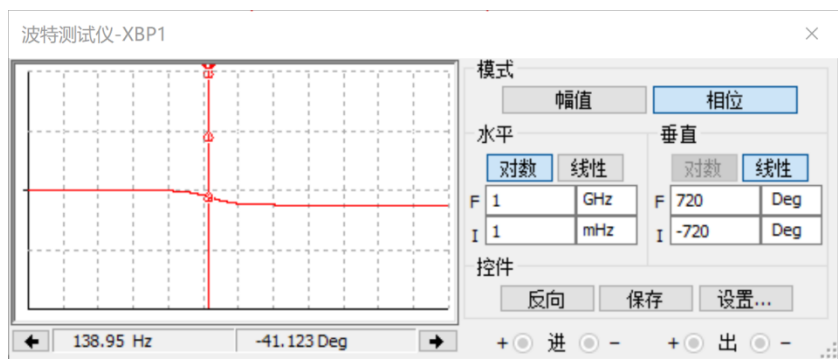 波特测试仪-XBP1
模式
幅值 相位
水平 垂直
对数 线性 对数 线性
F 1 GHz F 720 Deg
I 1 mHz I -720 Deg
控件
反向 保存 设置...
138.95 Hz -41.123 Deg + 进 - + 出 -